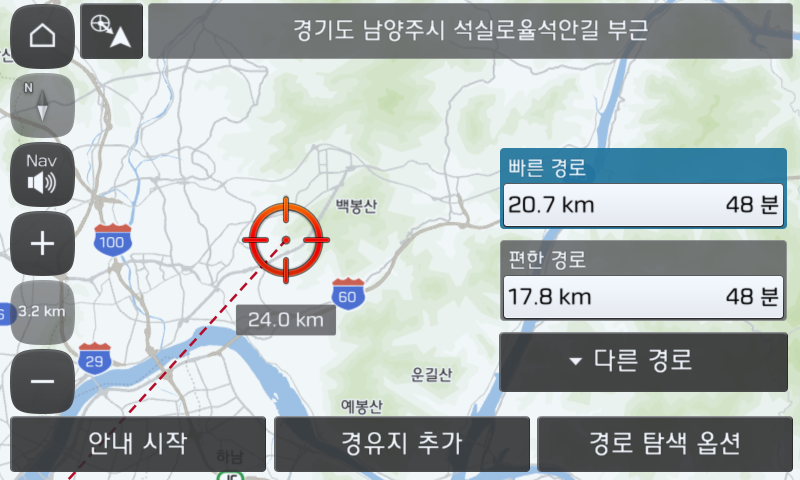 경기도 남양주시 석실로율석안길 부근
산
N
Nav
100
3.2 km
6
29
백봉산
60
24.0 km
운길산
예봉산
하남
빠른 경로
20.7 km 48 분
편한 경로
17.8 km 48 분
다른 경로
안내 시작
경유지 추가
경로 탐색 옵션